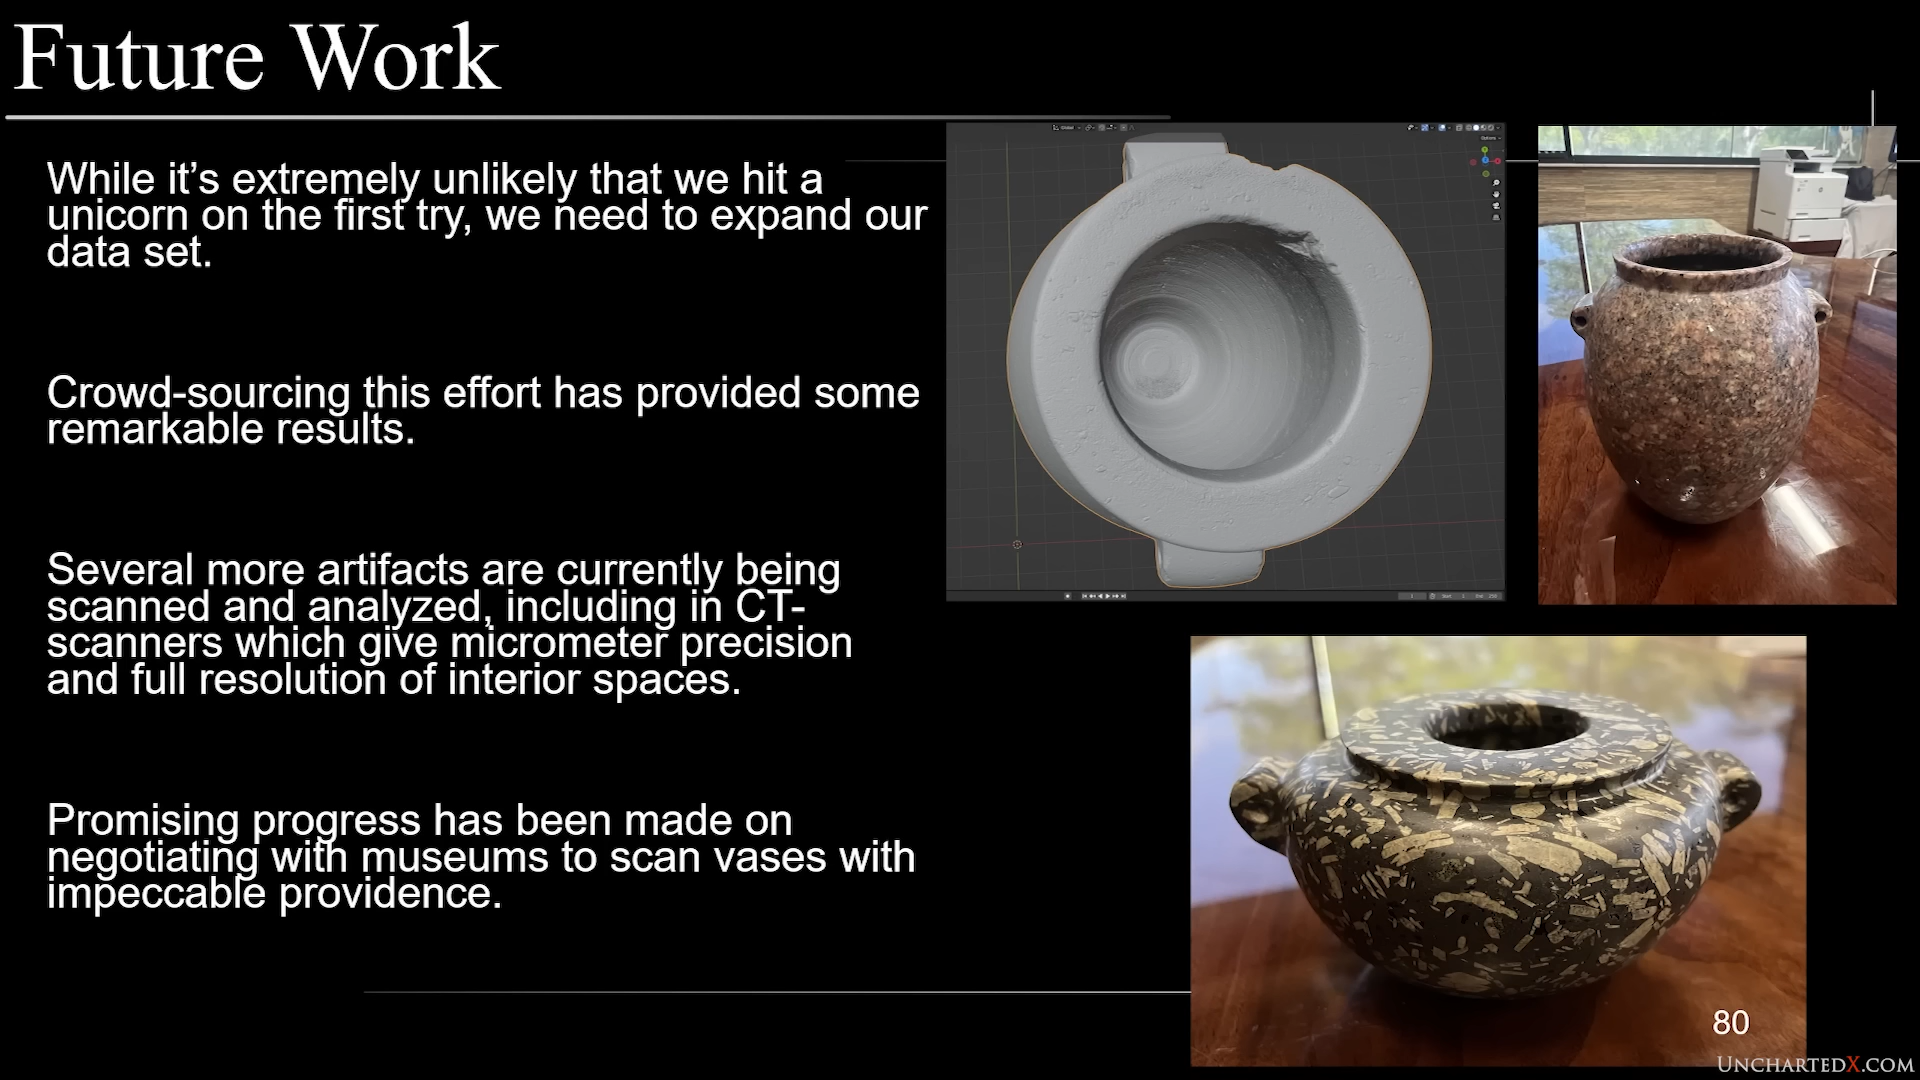 Future Work
While it's extremely unlikely that we hit a
unicorn on the first try, we need to expand our
data set.
Crowd-sourcing this effort has provided some
remarkable results.
Several more artifacts are currently being
scanned and analyzed, including in CT-
scanners which give micrometer precision
and full resolution of interior spaces.
Promising progress has been made on
negotiating with museums to scan vases with
impeccable providence.
80
UnchartedX.com